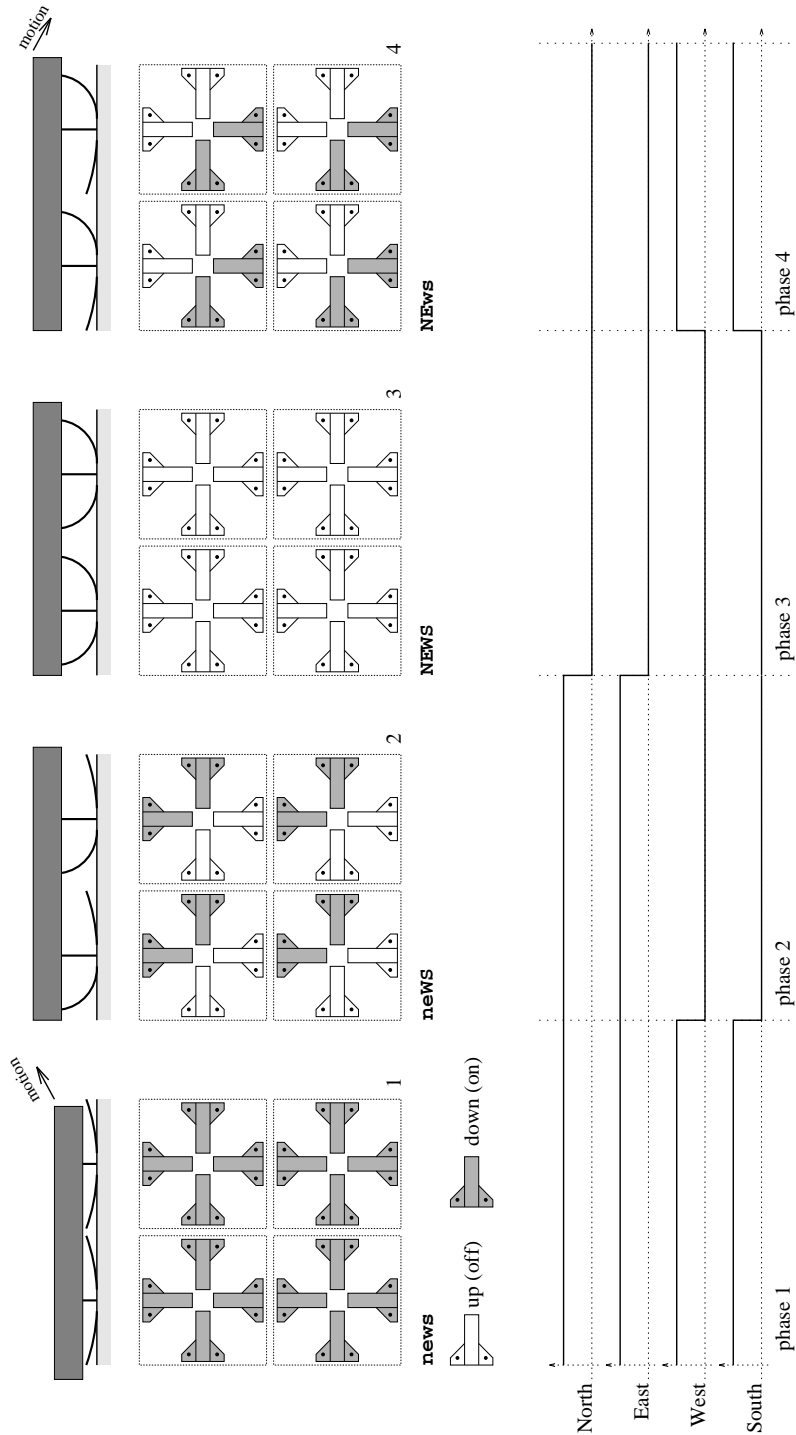 motion
motion
1
2
3
4
news
neWS
NEWS
NEws
up (off)
down (on)
North
East
West
South
phase 1
phase 2
phase 3
phase 4